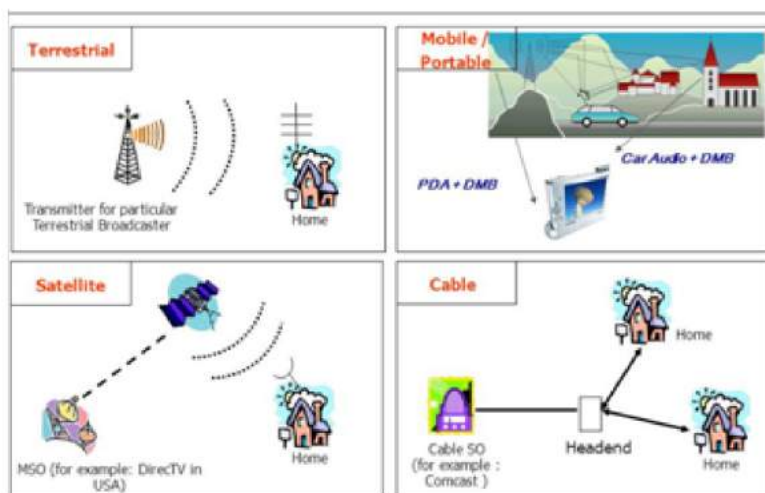 Terrestrial
Transmitter for particular
Terrestrial Broadcaster
Home
Mobile /
Portable
Car Audio + DMB
PDA + DMB
Satellite
MSO (for example: DirecTV in
USA)
Home
Cable
Home
Cable SO
(for example :
Comcast )
Headend
Home